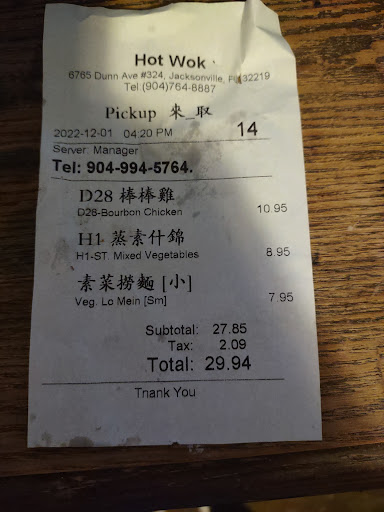 Hot Wok
6765 Dunn Ave #324, Jacksonville, Fl 32219
Tel (904)764-8887
Pickup 來_取
2022-12-01 04:20 PM 14
Server: Manager
Tel: 904-994-5764.
D28 棒棒雞
D28-Bourbon Chicken 10.95
H1 蒸素什錦
H1-ST. Mixed Vegetables 8.95
素菜撈麵 [小]
Veg. Lo Mein [Sm] 7.95
Subtotal: 27.85
Tax: 2.09
Total: 29.94
Thank You